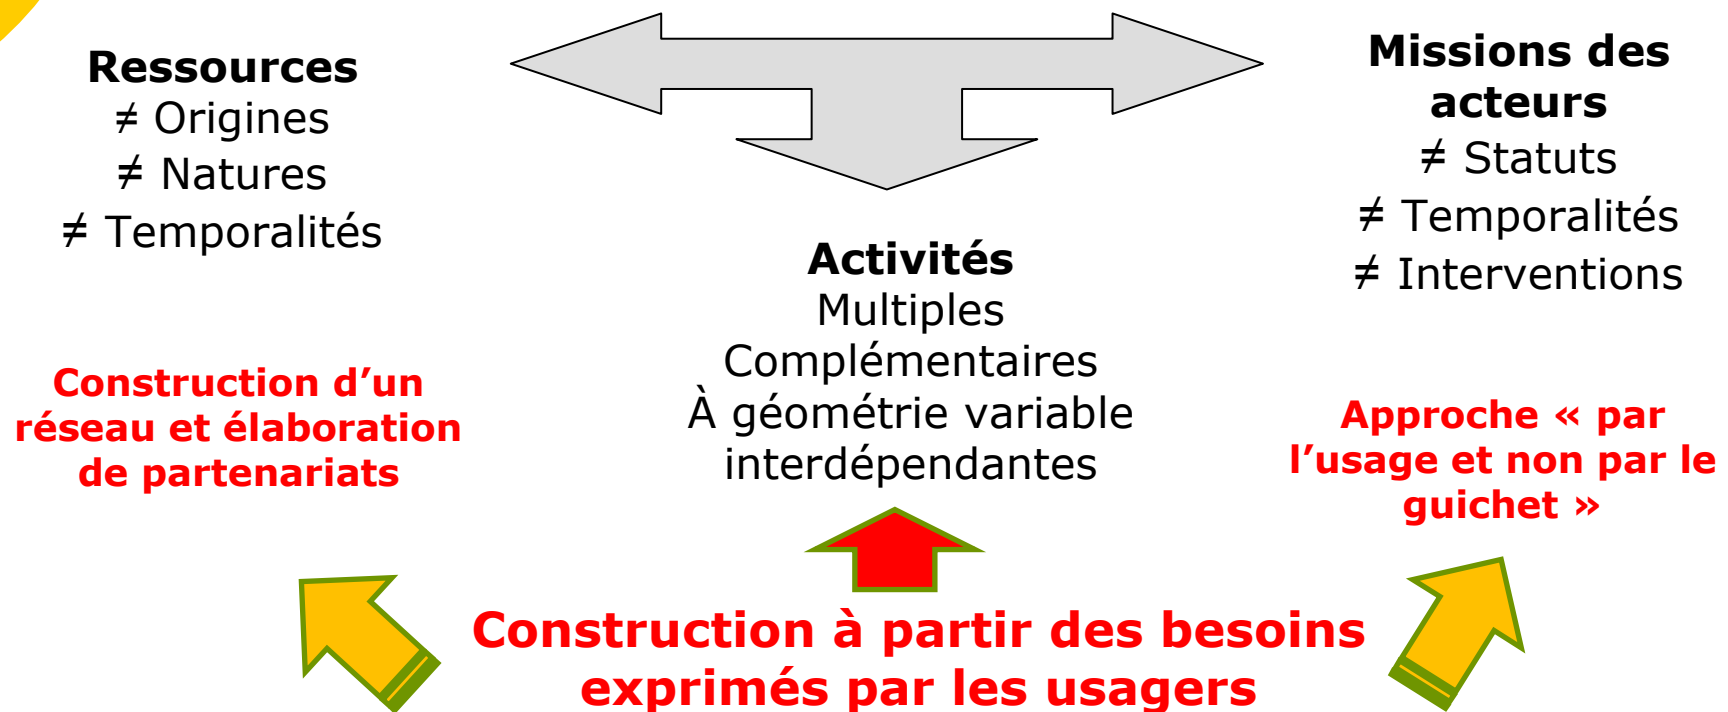 Ressources
≠ Origines
≠ Natures
≠ Temporalités
Missions des
acteurs
≠ Statuts
≠ Temporalités
≠ Interventions
Activités
Multiples
Complémentaires
À géométrie variable
interdépendantes
Construction d’un
réseau et élaboration
de partenariats
Approche « par
l’usage et non par le
guichet »
Construction à partir des besoins
exprimés par les usagers